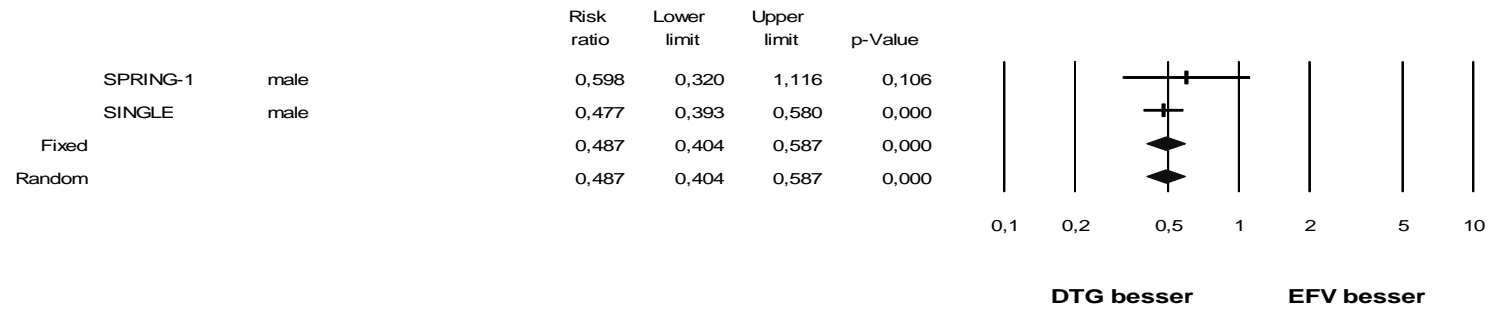 Risk Lower Upper
ratio limit limit p-Value
SPRING-1 male 0,598 0,320 1,116 0,106
SINGLE male 0,477 0,393 0,580 0,000
Fixed 0,487 0,404 0,587 0,000
Random 0,487 0,404 0,587 0,000
0,1 0,2 0,5 1 2 5 10
DTG besser EFV besser